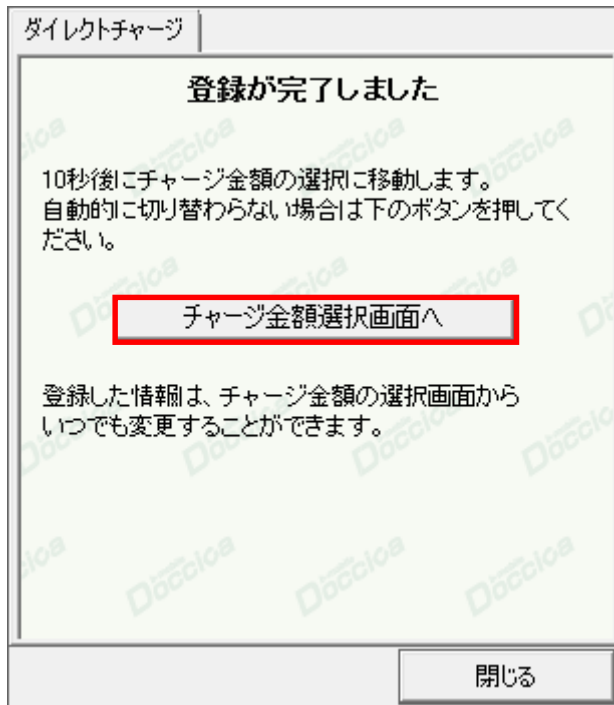 ダイレクトチャージ
登録が完了しました
10秒後にチャージ金額の選択に移動します。
自動的に切り替わらない場合は下のボタンを押してく
ださい。
チャージ金額選択画面へ
登録した情報は、チャージ金額の選択画面から
いつでも変更することができます。
閉じる